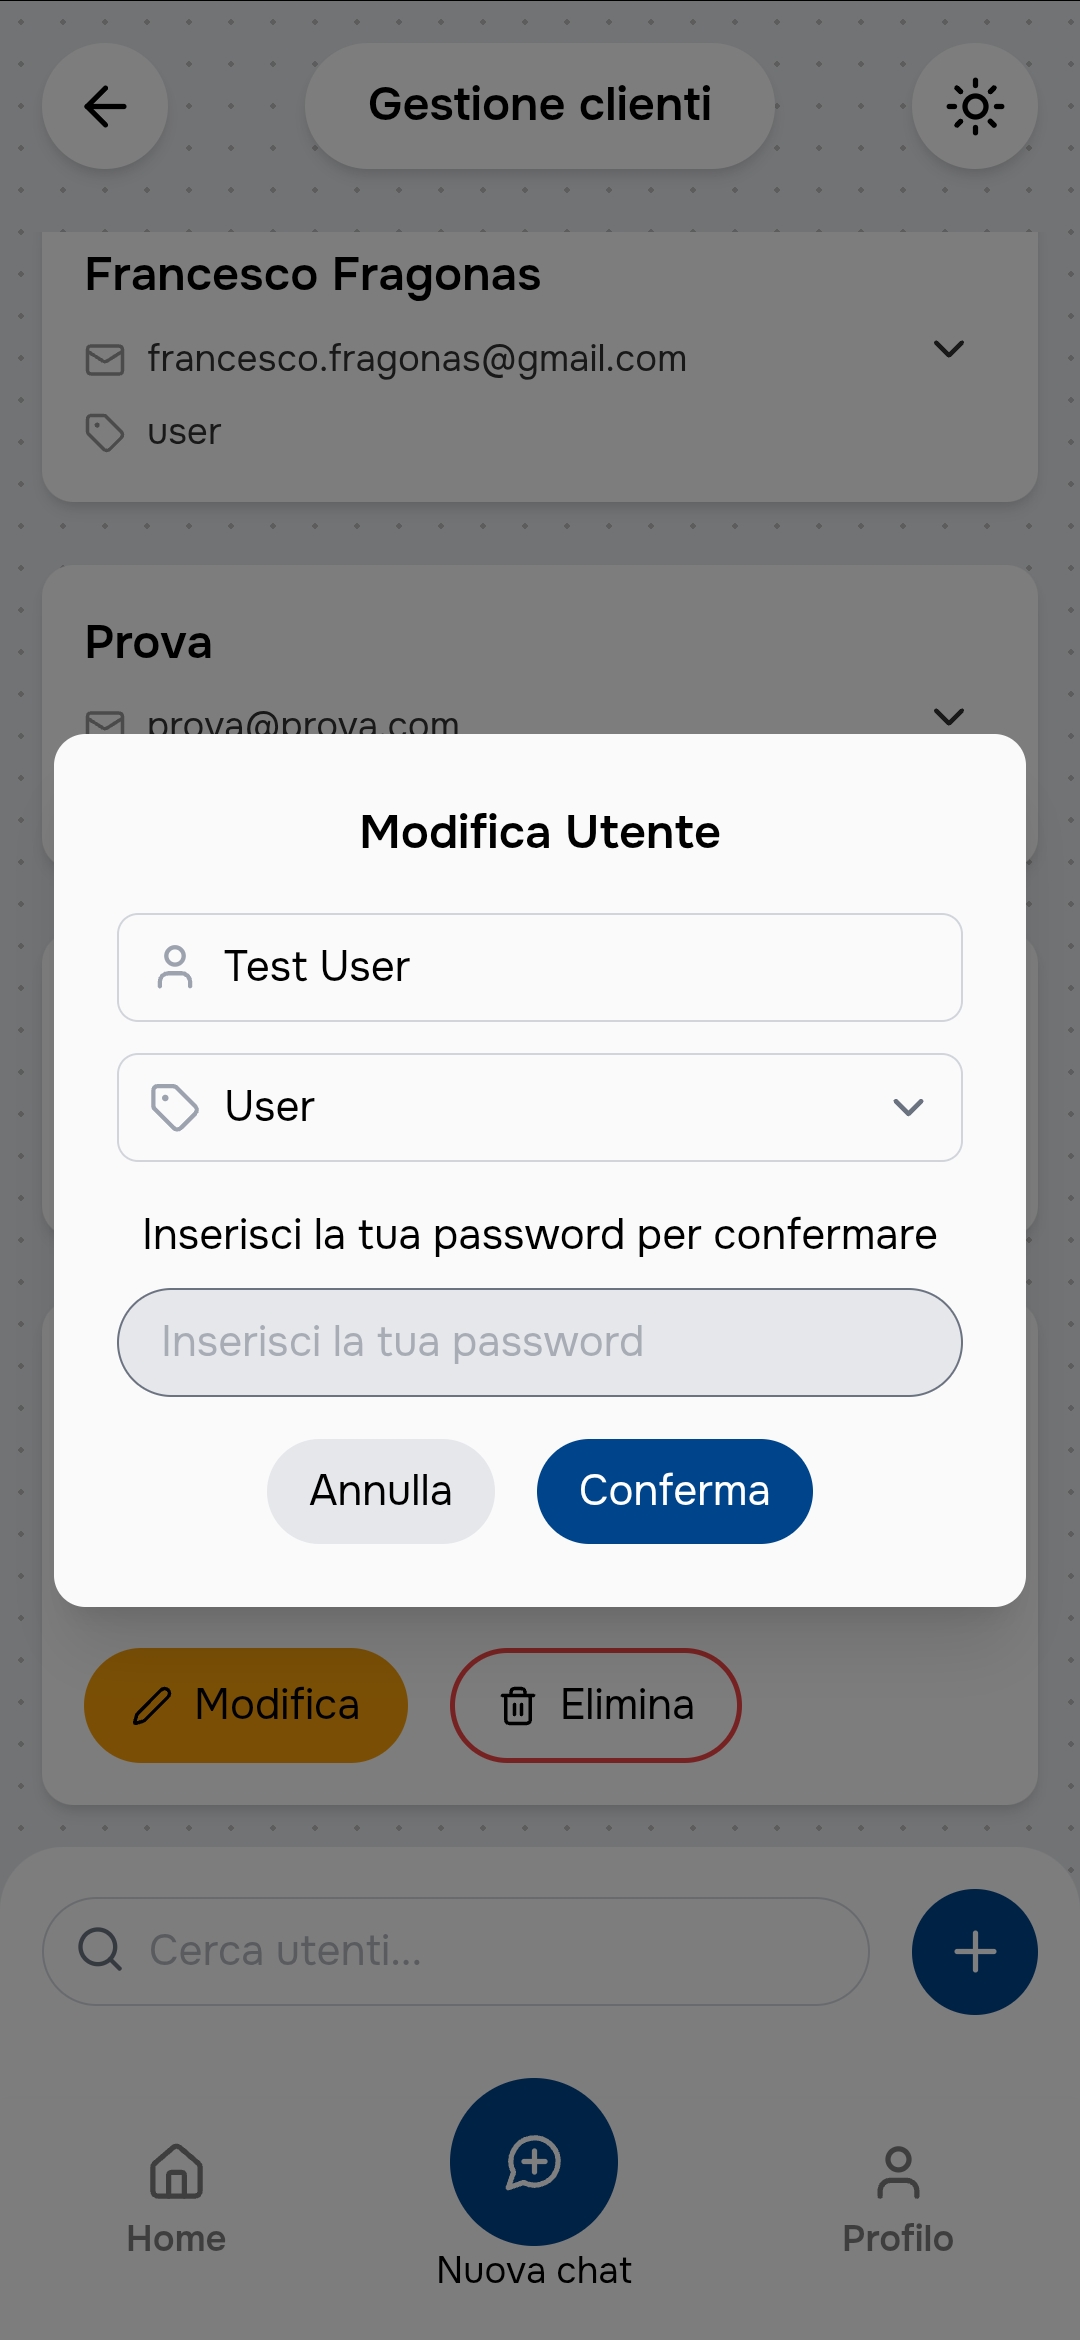 Gestione clienti
Francesco Fragonas
francesco.fragonas@gmail.com
user
Prova
prova@prova.com
Modifica Utente
Test User
User
Inserisci la tua password per confermare
Inserisci la tua password
Annulla
Conferma
Modifica
Elimina
Cerca utenti...
Home
Nuova chat
Profilo